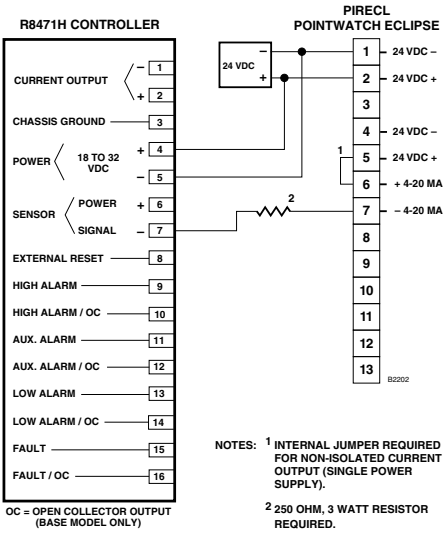 R8471H CONTROLLER
PIRECL
POINTWATCH ECLIPSE
CURRENT OUTPUT
– 1
+ 2
CHASSIS GROUND 3
POWER 18 TO 32
VDC
+ 4
– 5
SENSOR
POWER + 6
SIGNAL – 7
EXTERNAL RESET 8
HIGH ALARM 9
HIGH ALARM / OC 10
AUX. ALARM 11
AUX. ALARM / OC 12
LOW ALARM 13
LOW ALARM / OC 14
FAULT 15
FAULT / OC 16
OC = OPEN COLLECTOR OUTPUT
(BASE MODEL ONLY)
24 VDC
–
+
2
1
1 24 VDC –
2 24 VDC +
3
4 24 VDC –
5 24 VDC +
6 + 4-20 MA
7 – 4-20 MA
8
9
10
11
12
13
B2202
NOTES: 1 INTERNAL JUMPER REQUIRED
FOR NON-ISOLATED CURRENT
OUTPUT (SINGLE POWER
SUPPLY).
2 250 OHM, 3 WATT RESISTOR
REQUIRED.